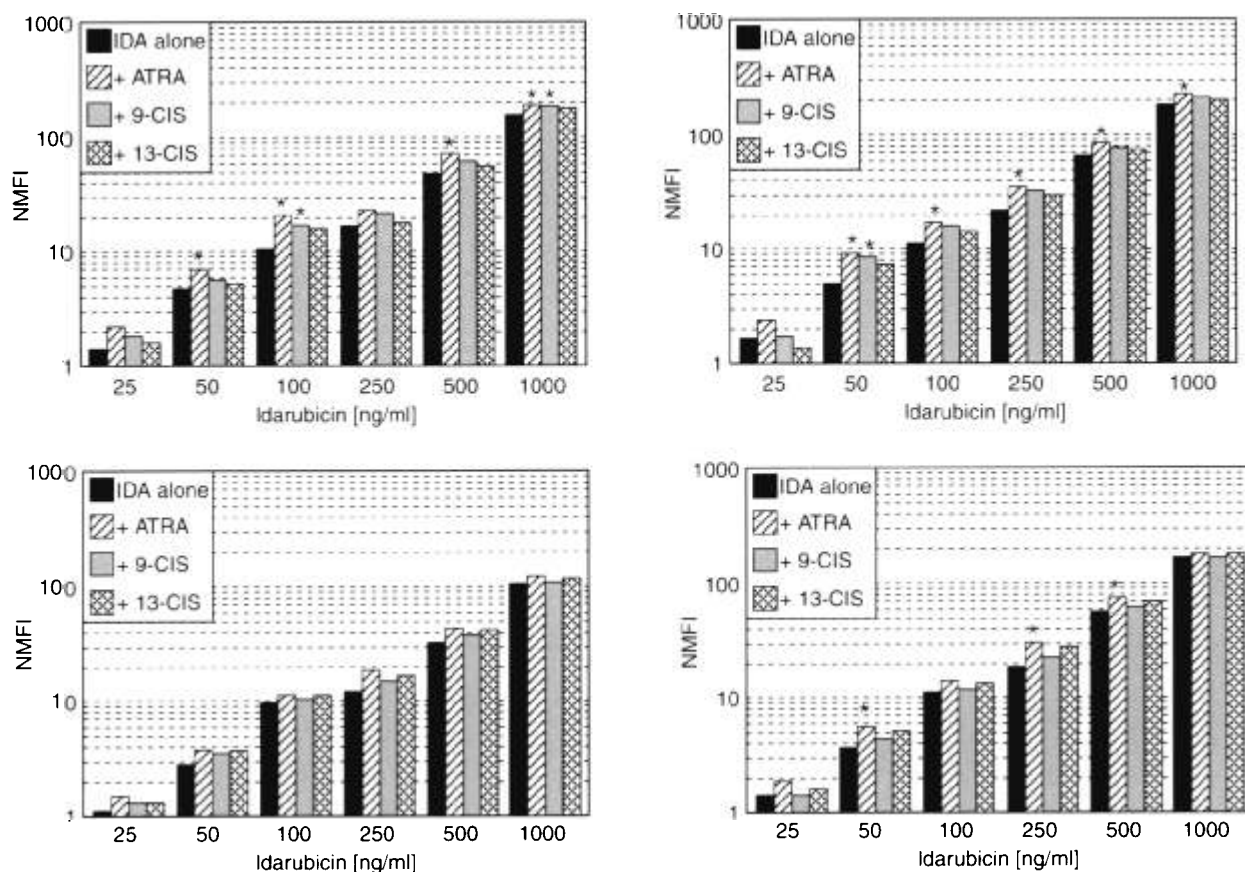 1000
100
10
1
NMFI
IDA alone
+ ATRA
+ 9-CIS
+ 13-CIS
* * * * * *
25 50 100 250 500 1000
Idarubicin [ng/ml]
1000
100
10
1
NMFI
IDA alone
+ ATRA
+ 9-CIS
+ 13-CIS
* * * * * *
25 50 100 250 500 1000
Idarubicin [ng/ml]
1000
100
10
1
NMFI
IDA alone
+ ATRA
+ 9-CIS
+ 13-CIS
25 50 100 250 500 1000
Idarubicin [ng/ml]
1000
100
10
1
NMFI
IDA alone
+ ATRA
+ 9-CIS
+ 13-CIS
* * *
25 50 100 250 500 1000
Idarubicin [ng/ml]